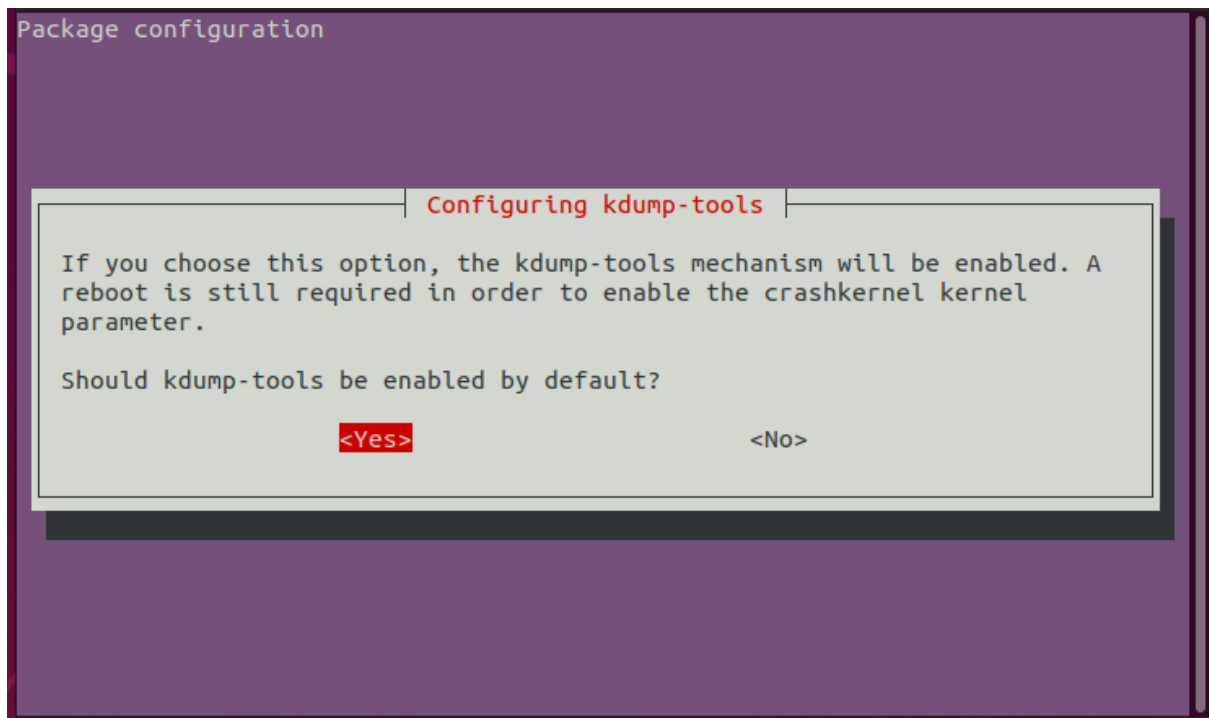 Package configuration
Configuring kdump-tools
If you choose this option, the kdump-tools mechanism will be enabled. A
reboot is still required in order to enable the crashkernel kernel
parameter.
Should kdump-tools be enabled by default?
<Yes> <No>